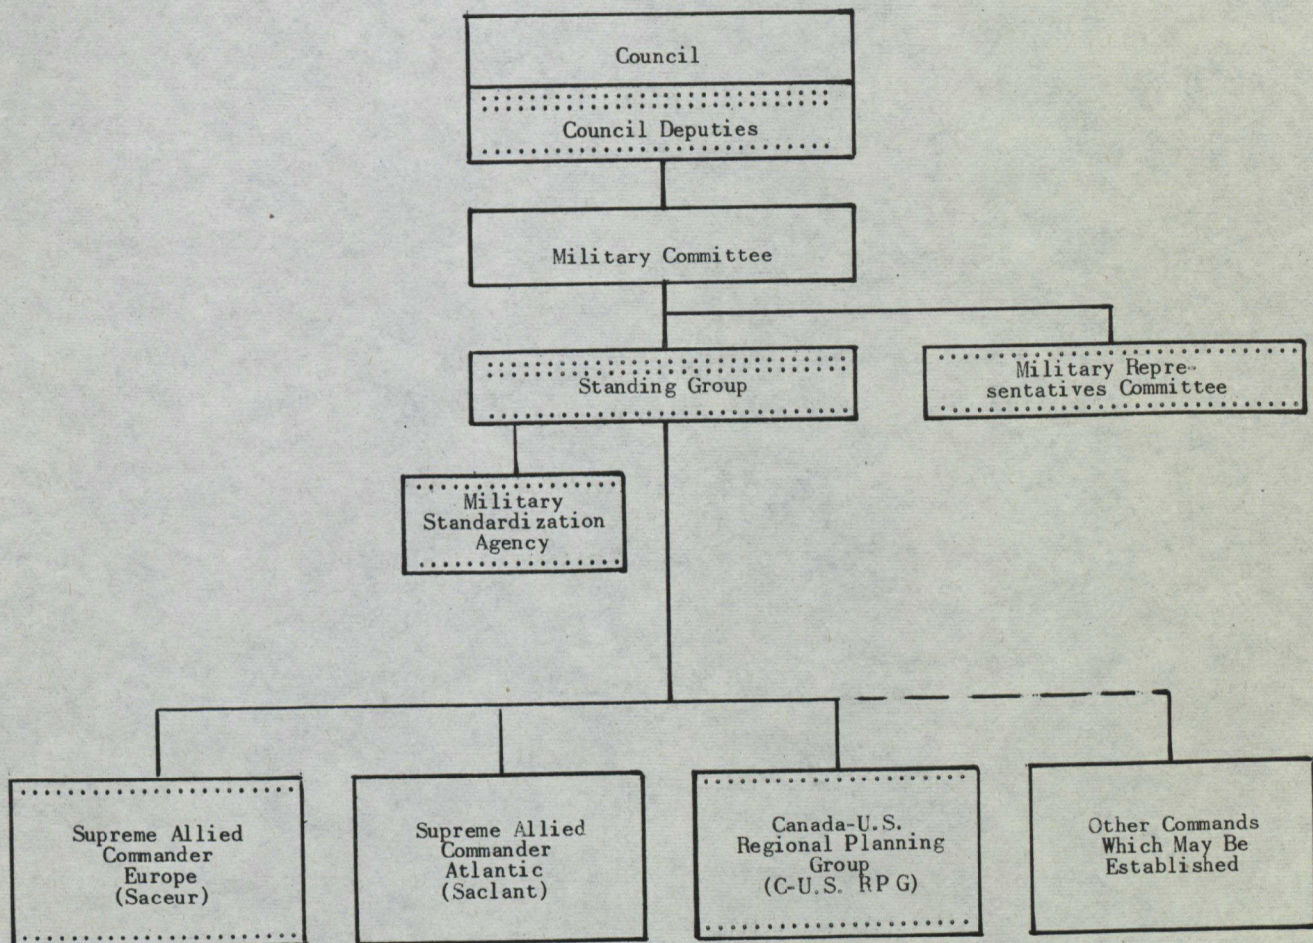 Council
Council Deputies
Military Committee
Standing Group
Military Repre-
sentatives Committee
Military
Standardization
Agency
Supreme Allied
Commander
Europe
(Saceur)
Supreme Allied
Commander
Atlantic
(Saclant)
Canada-U.S.
Regional Planning
Group
(C-U.S. RPG)
Other Commands
Which May Be
Established